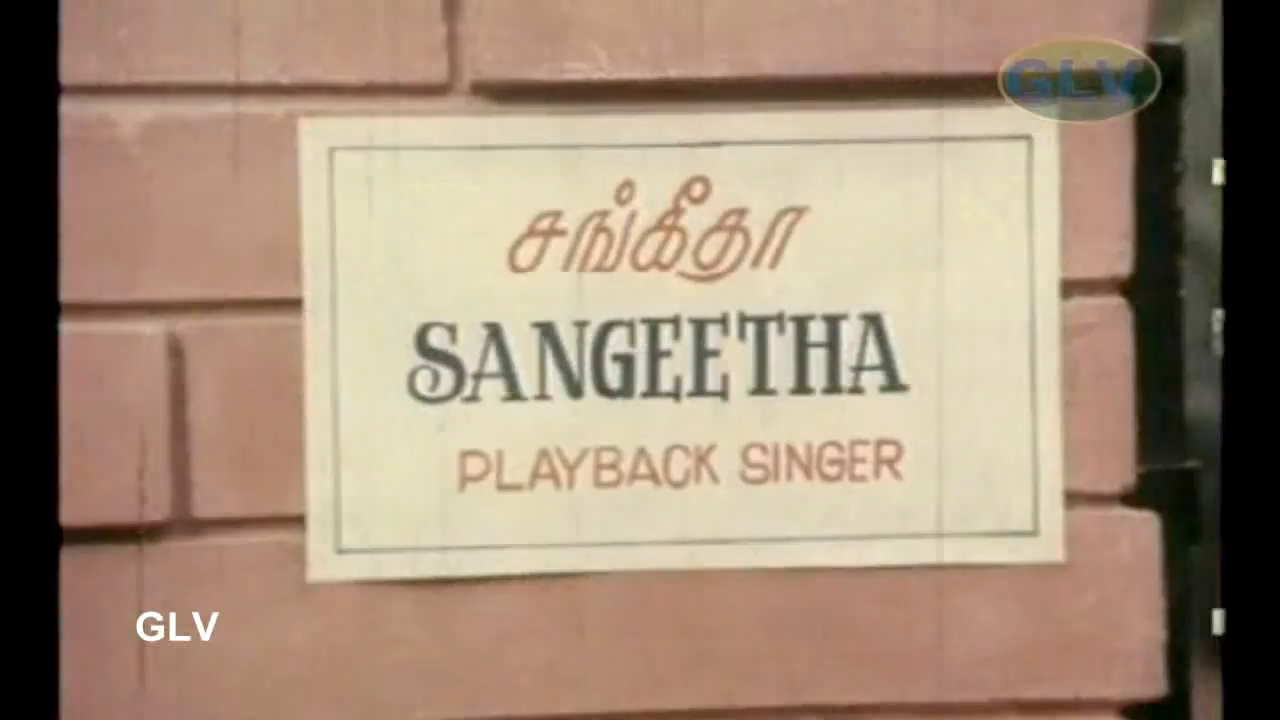 GLV
சங்கீதா
SANGEETHA
PLAYBACK SINGER
GLV